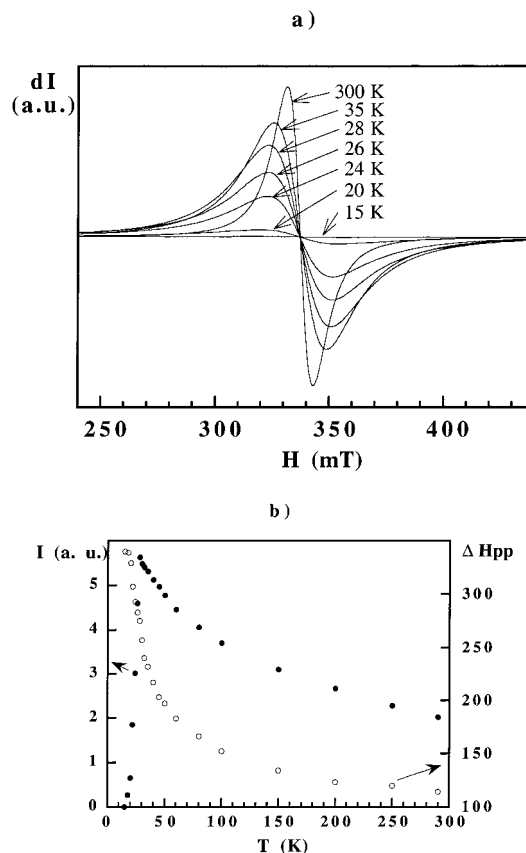 a)
dI
(a.u.)
300 K
35 K
28 K
26 K
24 K
20 K
15 K
250 300 350 400
H (mT)
b)
I (a. u.) Δ Hpp
5
4
3
2
1
0
300
250
200
150
100
0 50 100 150 200 250 300
T (K)